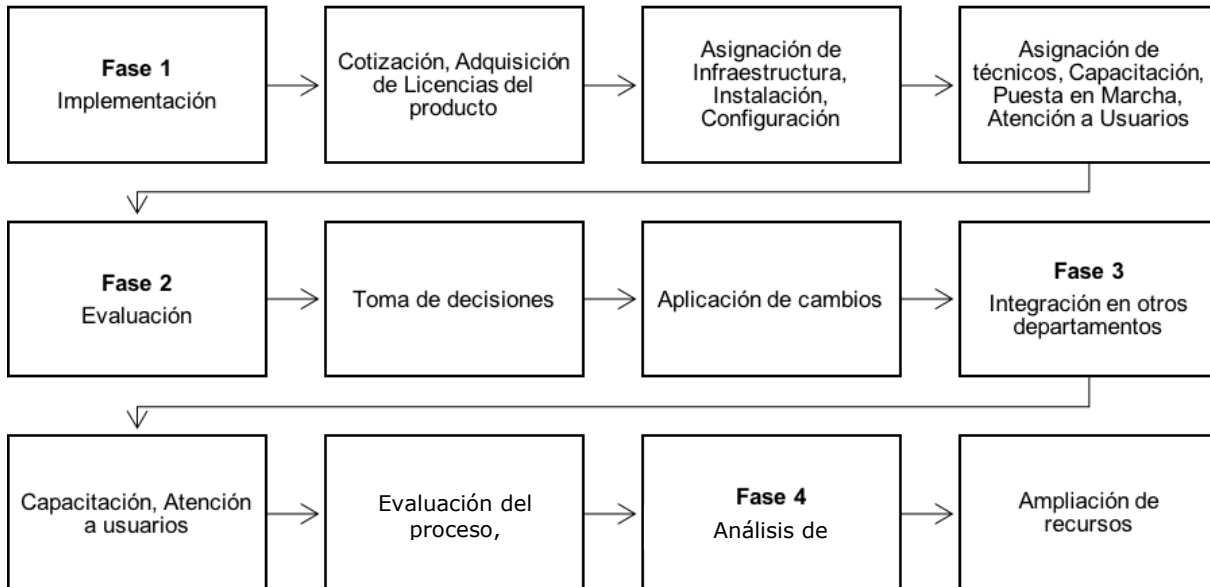 Fase 1
Implementación
Cotización, Adquisición
de Licencias del
producto
Asignación de
Infraestructura,
Instalación,
Configuración
Asignación de
técnicos, Capacitación,
Puesta en Marcha,
Atención a Usuarios
Fase 2
Evaluación
Toma de decisiones
Aplicación de cambios
Fase 3
Integración en otros
departamentos
Capacitación, Atención
a usuarios
Evaluación del
proceso,
Fase 4
Análisis de
Ampliación de
recursos